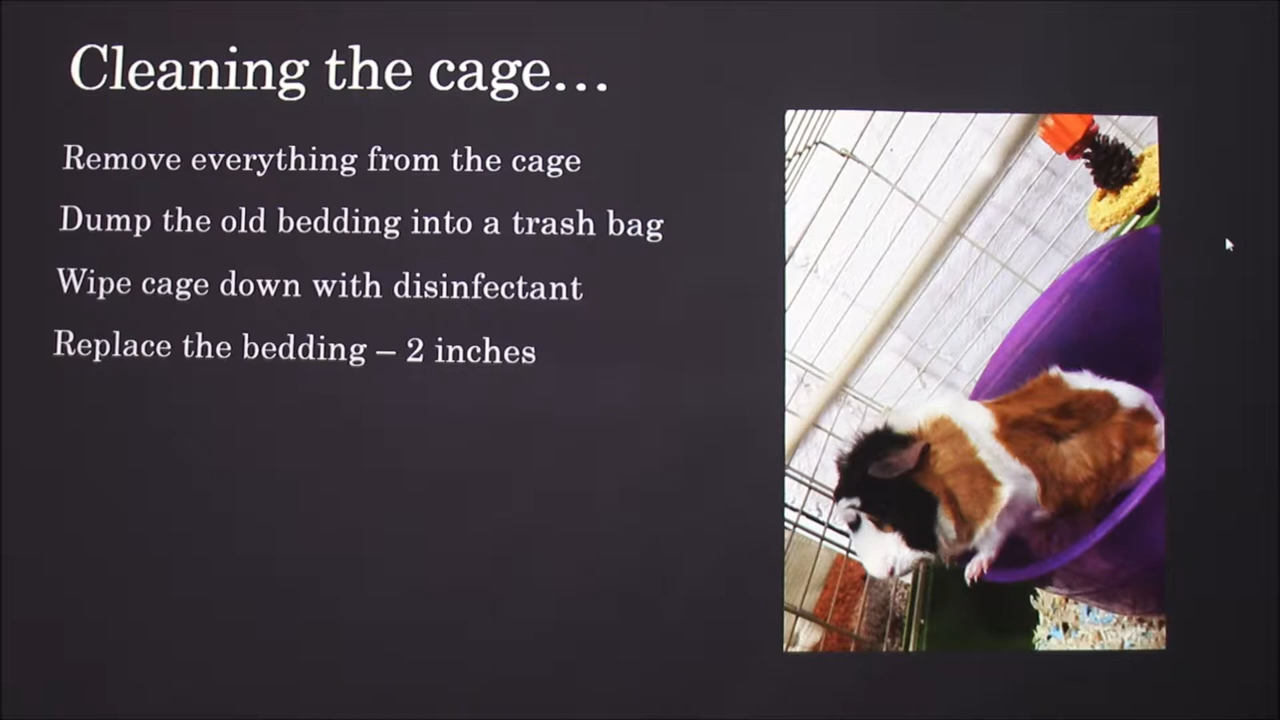 Cleaning the cage...
Remove everything from the cage
Dump the old bedding into a trash bag
Wipe cage down with disinfectant
Replace the bedding – 2 inches